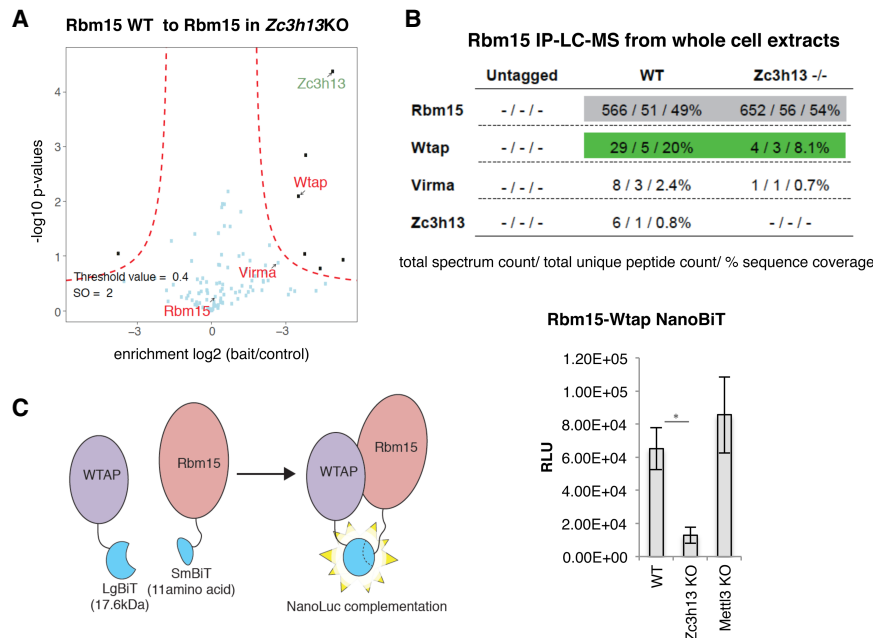 A
Rbm15 WT to Rbm15 in Zc3h13KO
-log10 p-values
4
3
2
1
0
Zc3h13
Wtap
Virma
Rbm15
Threshold value = 0.4
SO = 2
−3
0
−3
enrichment log2 (bait/control)
B
Rbm15 IP-LC-MS from whole cell extracts
Untagged WT Zc3h13 -/-
Rbm15 - / - / - 566 / 51 / 49% 652 / 56 / 54%
Wtap - / - / - 29 / 5 / 20% 4 / 3 / 8.1%
Virma - / - / - 8 / 3 / 2.4% 1 / 1 / 0.7%
Zc3h13 - / - / - 6 / 1 / 0.8% - / - / -
total spectrum count/ total unique peptide count/ % sequence coverage
C
WTAP
LgBiT
(17.6kDa)
Rbm15
SmBiT
(11amino acid)
WTAP
Rbm15
NanoLuc complementation
Rbm15-Wtap NanoBiT
RLU
1.20E+05
1.00E+05
8.00E+04
6.00E+04
4.00E+04
2.00E+04
0.00E+00
*
WT
Zc3h13 KO
Mettl3 KO